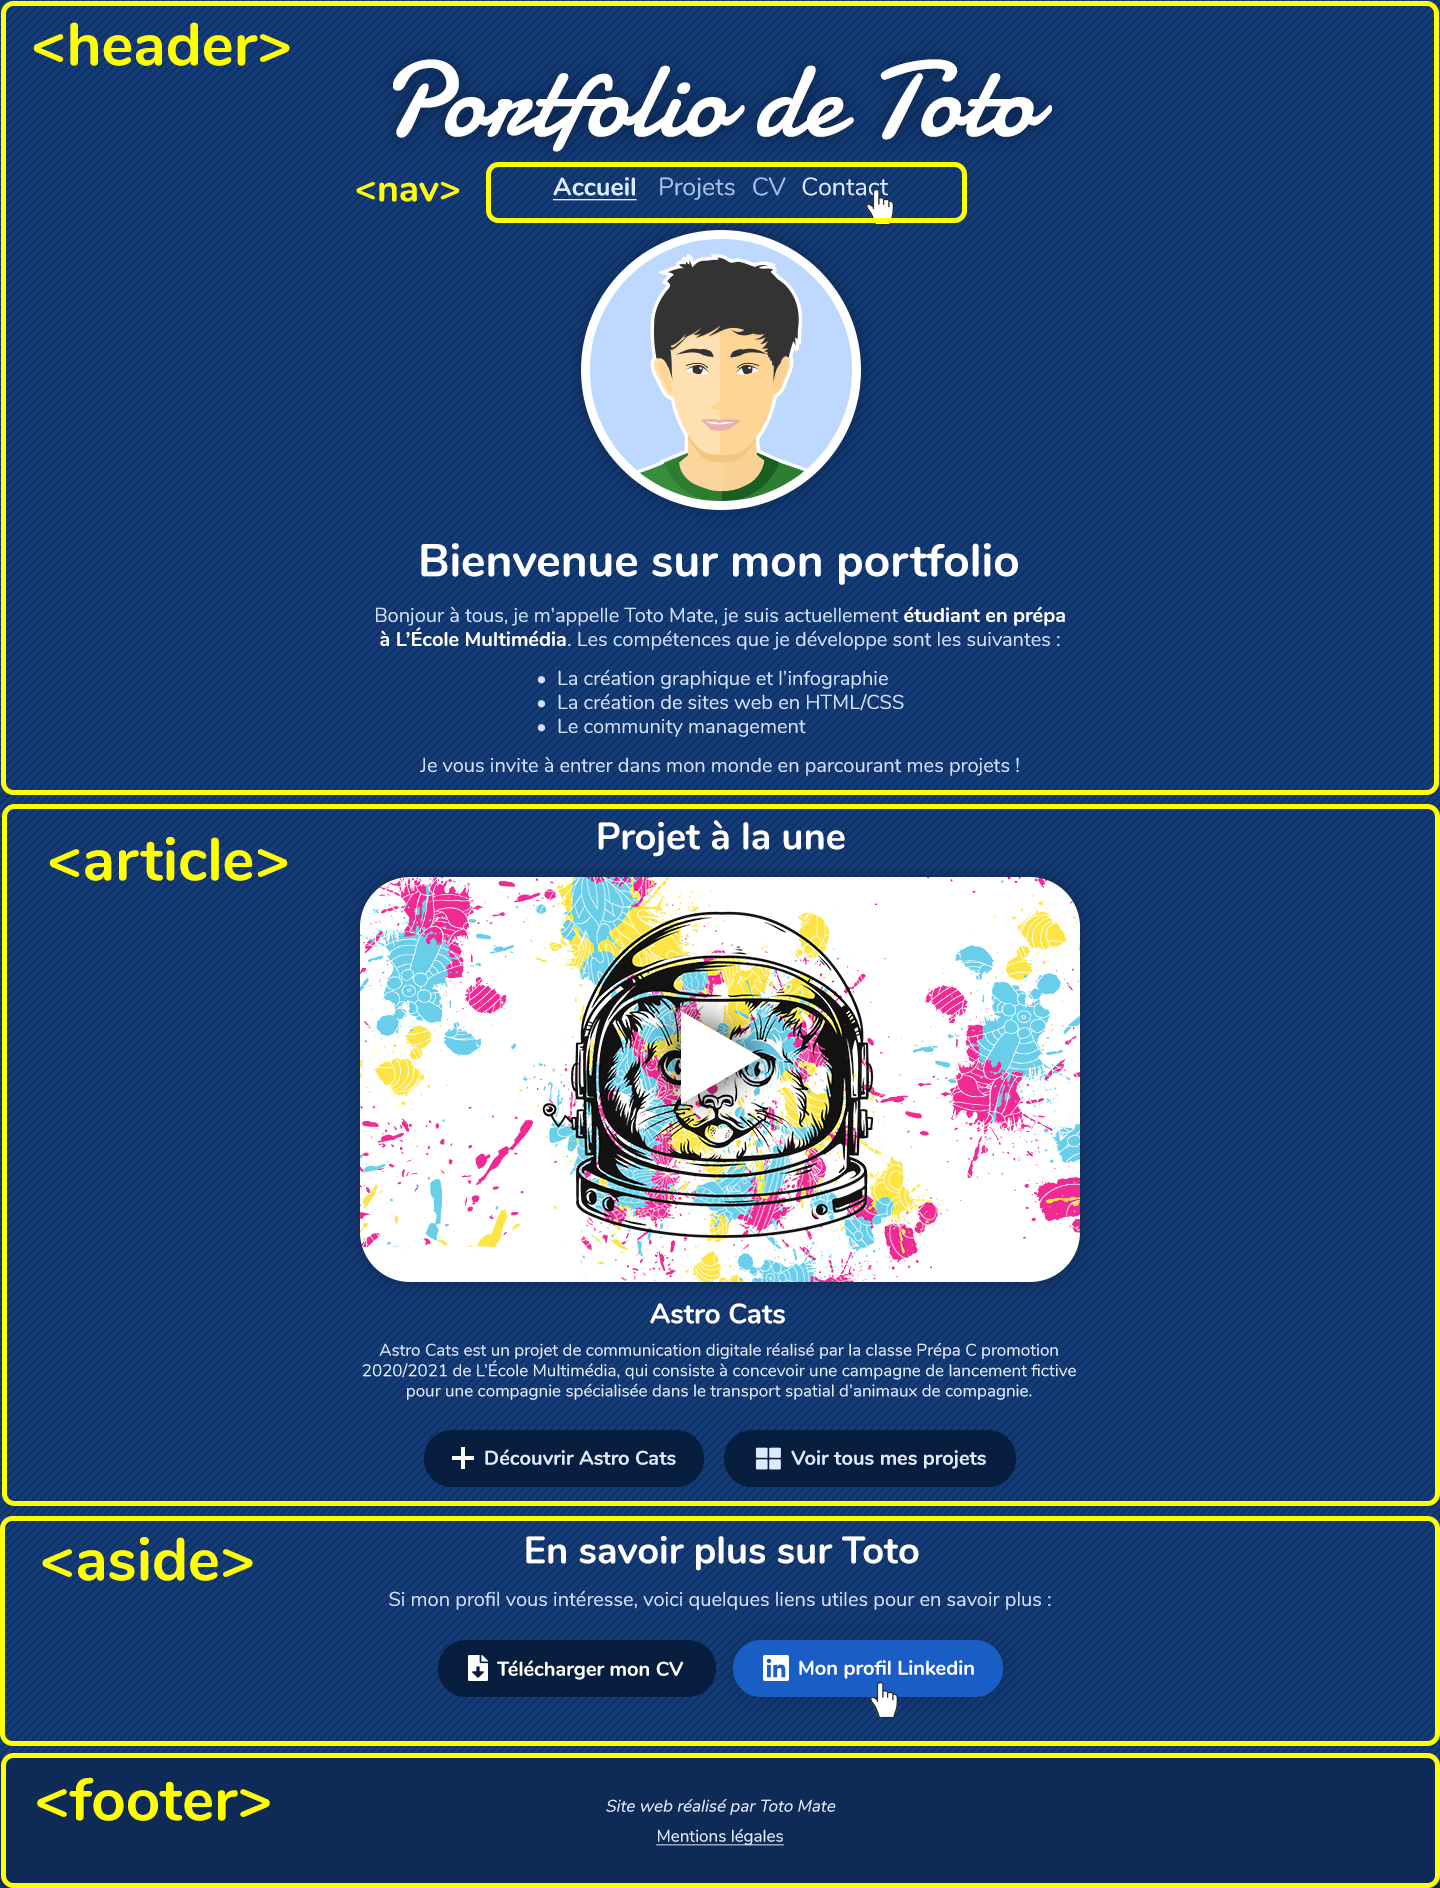 <header>
Portfolio de Toto
<nav>
Accueil Projets CV Contact
Bienvenue sur mon portfolio
Bonjour à tous, je m’appelle Toto Mate, je suis actuellement étudiant en prépa
à L’École Multimédia. Les compétences que je développe sont les suivantes :
• La création graphique et l’infographie
• La création de sites web en HTML/CSS
• Le community management
Je vous invite à entrer dans mon monde en parcourant mes projets !
<article>
Projet à la une
Astro Cats
Astro Cats est un projet de communication digitale réalisé par la classe Prépa C promotion
2020/2021 de L’École Multimédia, qui consiste à concevoir une campagne de lancement fictive
pour une compagnie spécialisée dans le transport spatial d’animaux de compagnie.
Découvrir Astro Cats
Voir tous mes projets
<aside>
En savoir plus sur Toto
Si mon profil vous intéresse, voici quelques liens utiles pour en savoir plus :
Télécharger mon CV
in Mon profil Linkedin
<footer>
Site web réalisé par Toto Mate
Mentions légales